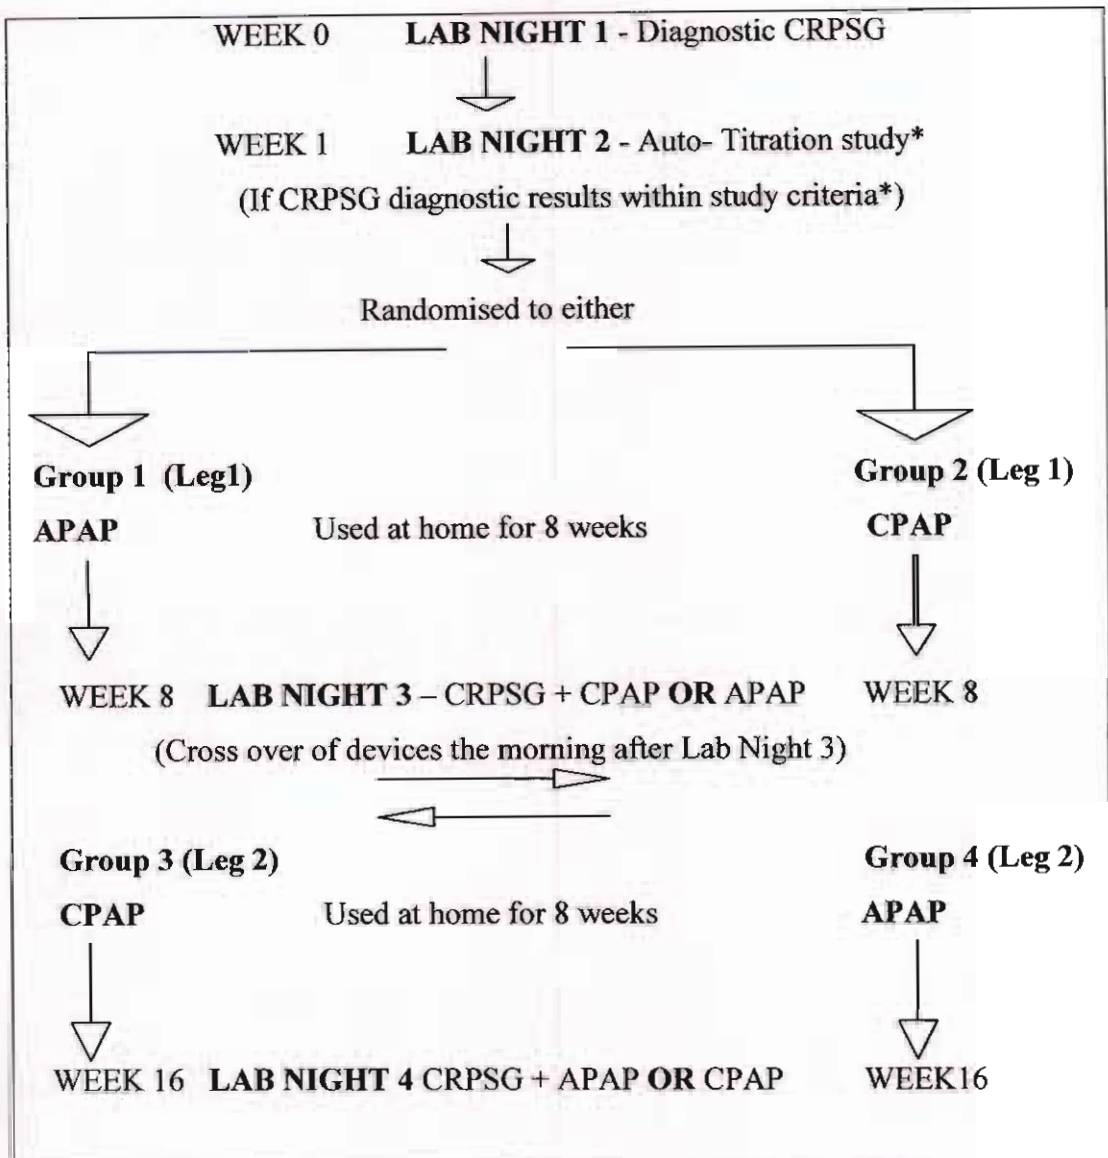 WEEK 0 LAB NIGHT 1 - Diagnostic CRPSG
WEEK 1 LAB NIGHT 2 - Auto- Titration study*
(If CRPSG diagnostic results within study criteria*)
Randomised to either
Group 1 (Leg1) Group 2 (Leg 1)
APAP Used at home for 8 weeks CPAP
WEEK 8 LAB NIGHT 3 – CRPSG + CPAP OR APAP WEEK 8
(Cross over of devices the morning after Lab Night 3)
Group 3 (Leg 2) Group 4 (Leg 2)
CPAP Used at home for 8 weeks APAP
WEEK 16 LAB NIGHT 4 CRPSG + APAP OR CPAP WEEK16